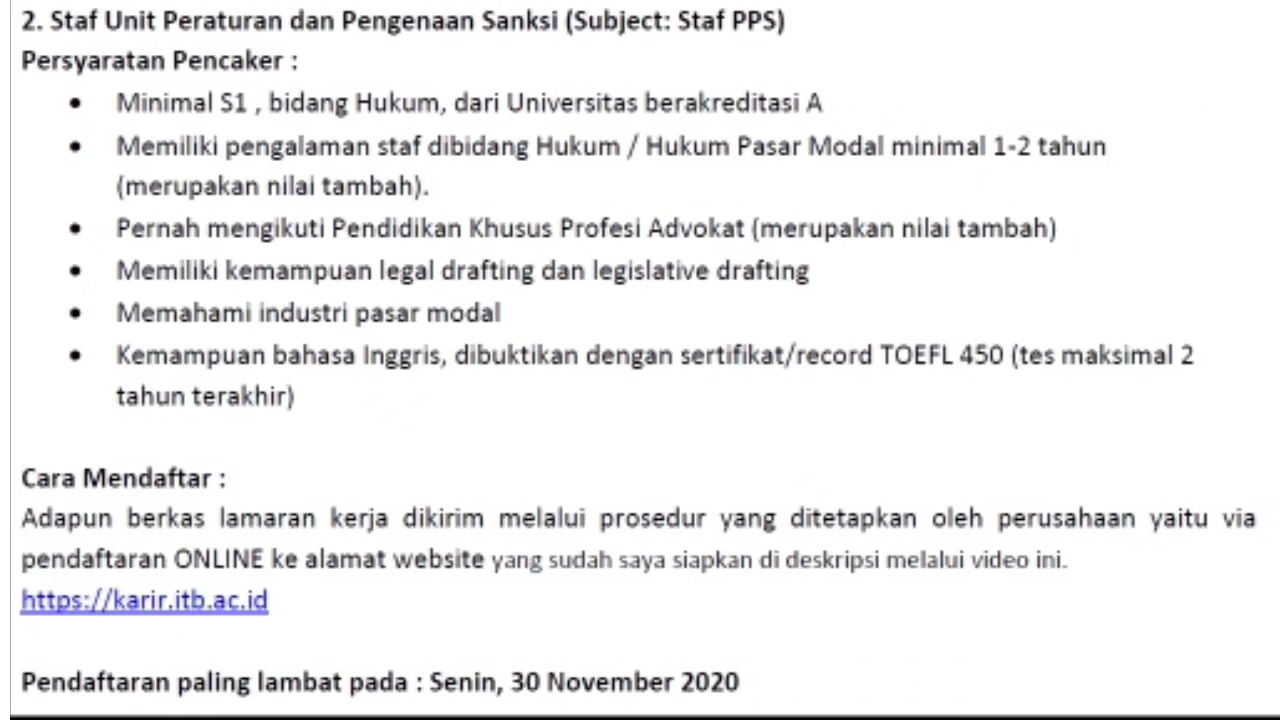 2. Staf Unit Peraturan dan Pengenaan Sanksi (Subject: Staf PPS)
Persyaratan Pencaker :
• Minimal S1 , bidang Hukum, dari Universitas berakreditasi A
• Memiliki pengalaman staf dibidang Hukum / Hukum Pasar Modal minimal 1-2 tahun
(merupakan nilai tambah).
• Pernah mengikuti Pendidikan Khusus Profesi Advokat (merupakan nilai tambah)
• Memiliki kemampuan legal drafting dan legislative drafting
• Memahami industri pasar modal
• Kemampuan bahasa Inggris, dibuktikan dengan sertifikat/record TOEFL 450 (tes maksimal 2
tahun terakhir)
Cara Mendaftar :
Adapun berkas lamaran kerja dikirim melalui prosedur yang ditetapkan oleh perusahaan yaitu via
pendaftaran ONLINE ke alamat website yang sudah saya siapkan di deskripsi melalui video ini.
https://karir.itb.ac.id
Pendaftaran paling lambat pada : Senin, 30 November 2020